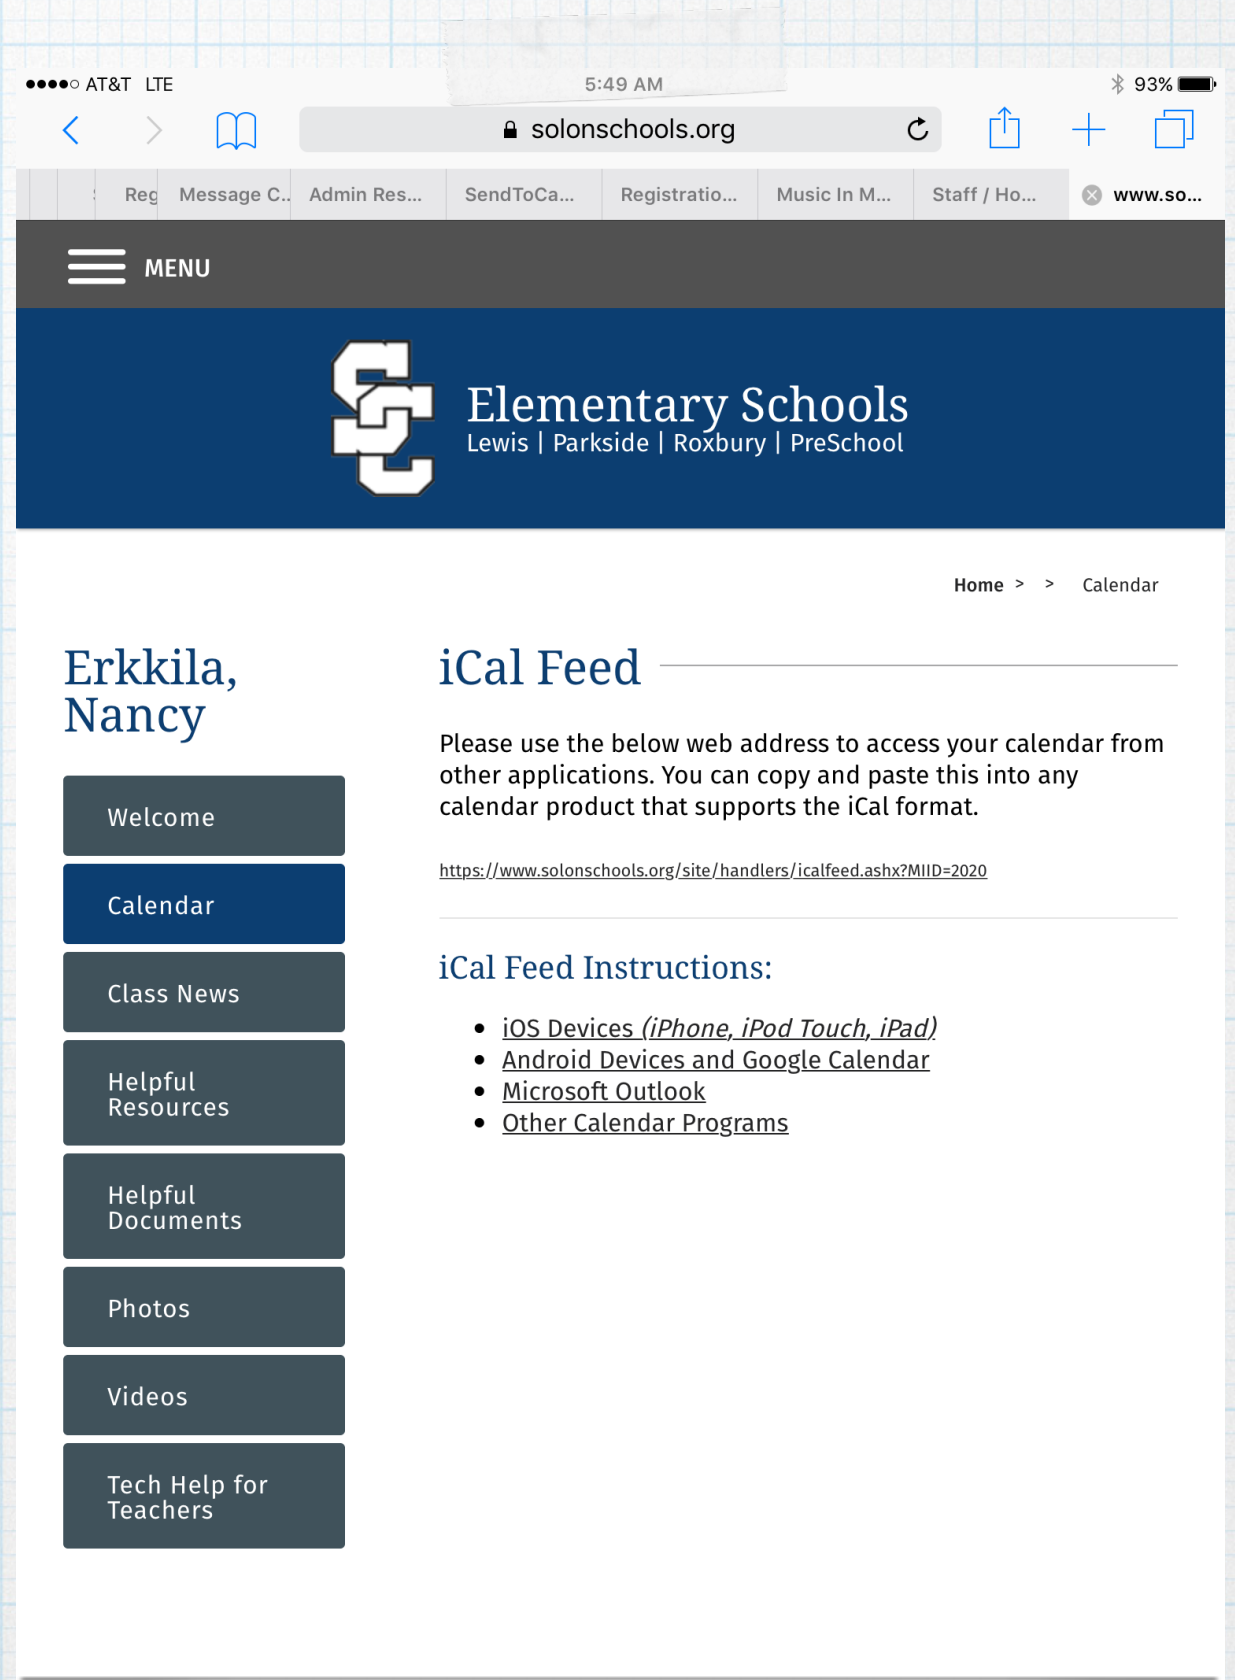 AT&T LTE 5:49 AM 93%
solonschools.org
Reg Message C.. Admin Res... SendToCa... Registratio... Music In M... Staff / Ho... www.so...
MENU
SC
Elementary Schools
Lewis | Parkside | Roxbury | PreSchool
Home > > Calendar
Erkkila,
Nancy
Welcome
Calendar
Class News
Helpful
Resources
Helpful
Documents
Photos
Videos
Tech Help for
Teachers
iCal Feed
Please use the below web address to access your calendar from
other applications. You can copy and paste this into any
calendar product that supports the iCal format.
https://www.solonschools.org/site/handlers/icalfeed.ashx?MIID=2020
iCal Feed Instructions:
• iOS Devices (iPhone, iPod Touch, iPad)
• Android Devices and Google Calendar
• Microsoft Outlook
• Other Calendar Programs